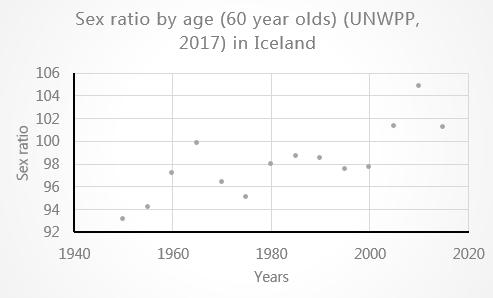 Sex ratio by age (60 year olds) (UNWPP,
2017) in Iceland
106
104
102
100
98
96
94
92
Sex ratio
1940 1960 1980 2000 2020
Years